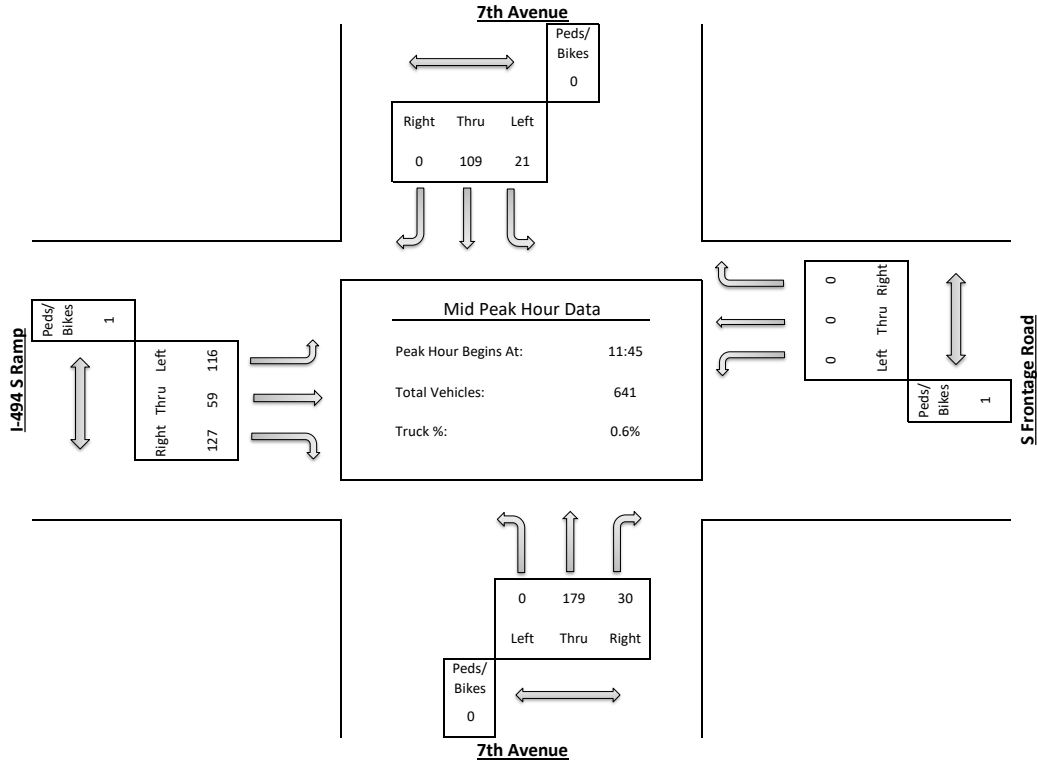 7th Avenue
Peds/
Bikes
0
Right Thru Left
0 109 21
I-494 S Ramp
Peds/
Bikes
1
Left 116
Thru 59
Right 127
Mid Peak Hour Data
Peak Hour Begins At: 11:45
Total Vehicles: 641
Truck %: 0.6%
0 Right
0 Thru
0 Left
Peds/
Bikes
1
S Frontage Road
0 179 30
Left Thru Right
Peds/
Bikes
0
7th Avenue